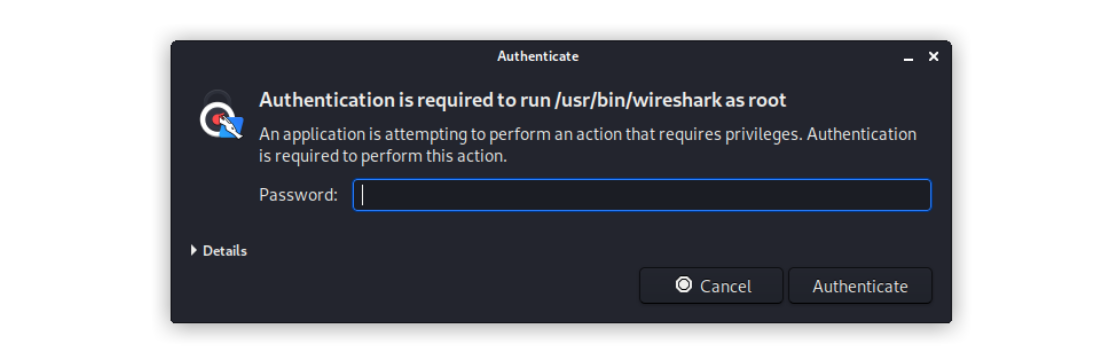 Authenticate
Authentication is required to run /usr/bin/wireshark as root
An application is attempting to perform an action that requires privileges. Authentication
is required to perform this action.
Password:
Details
Cancel
Authenticate